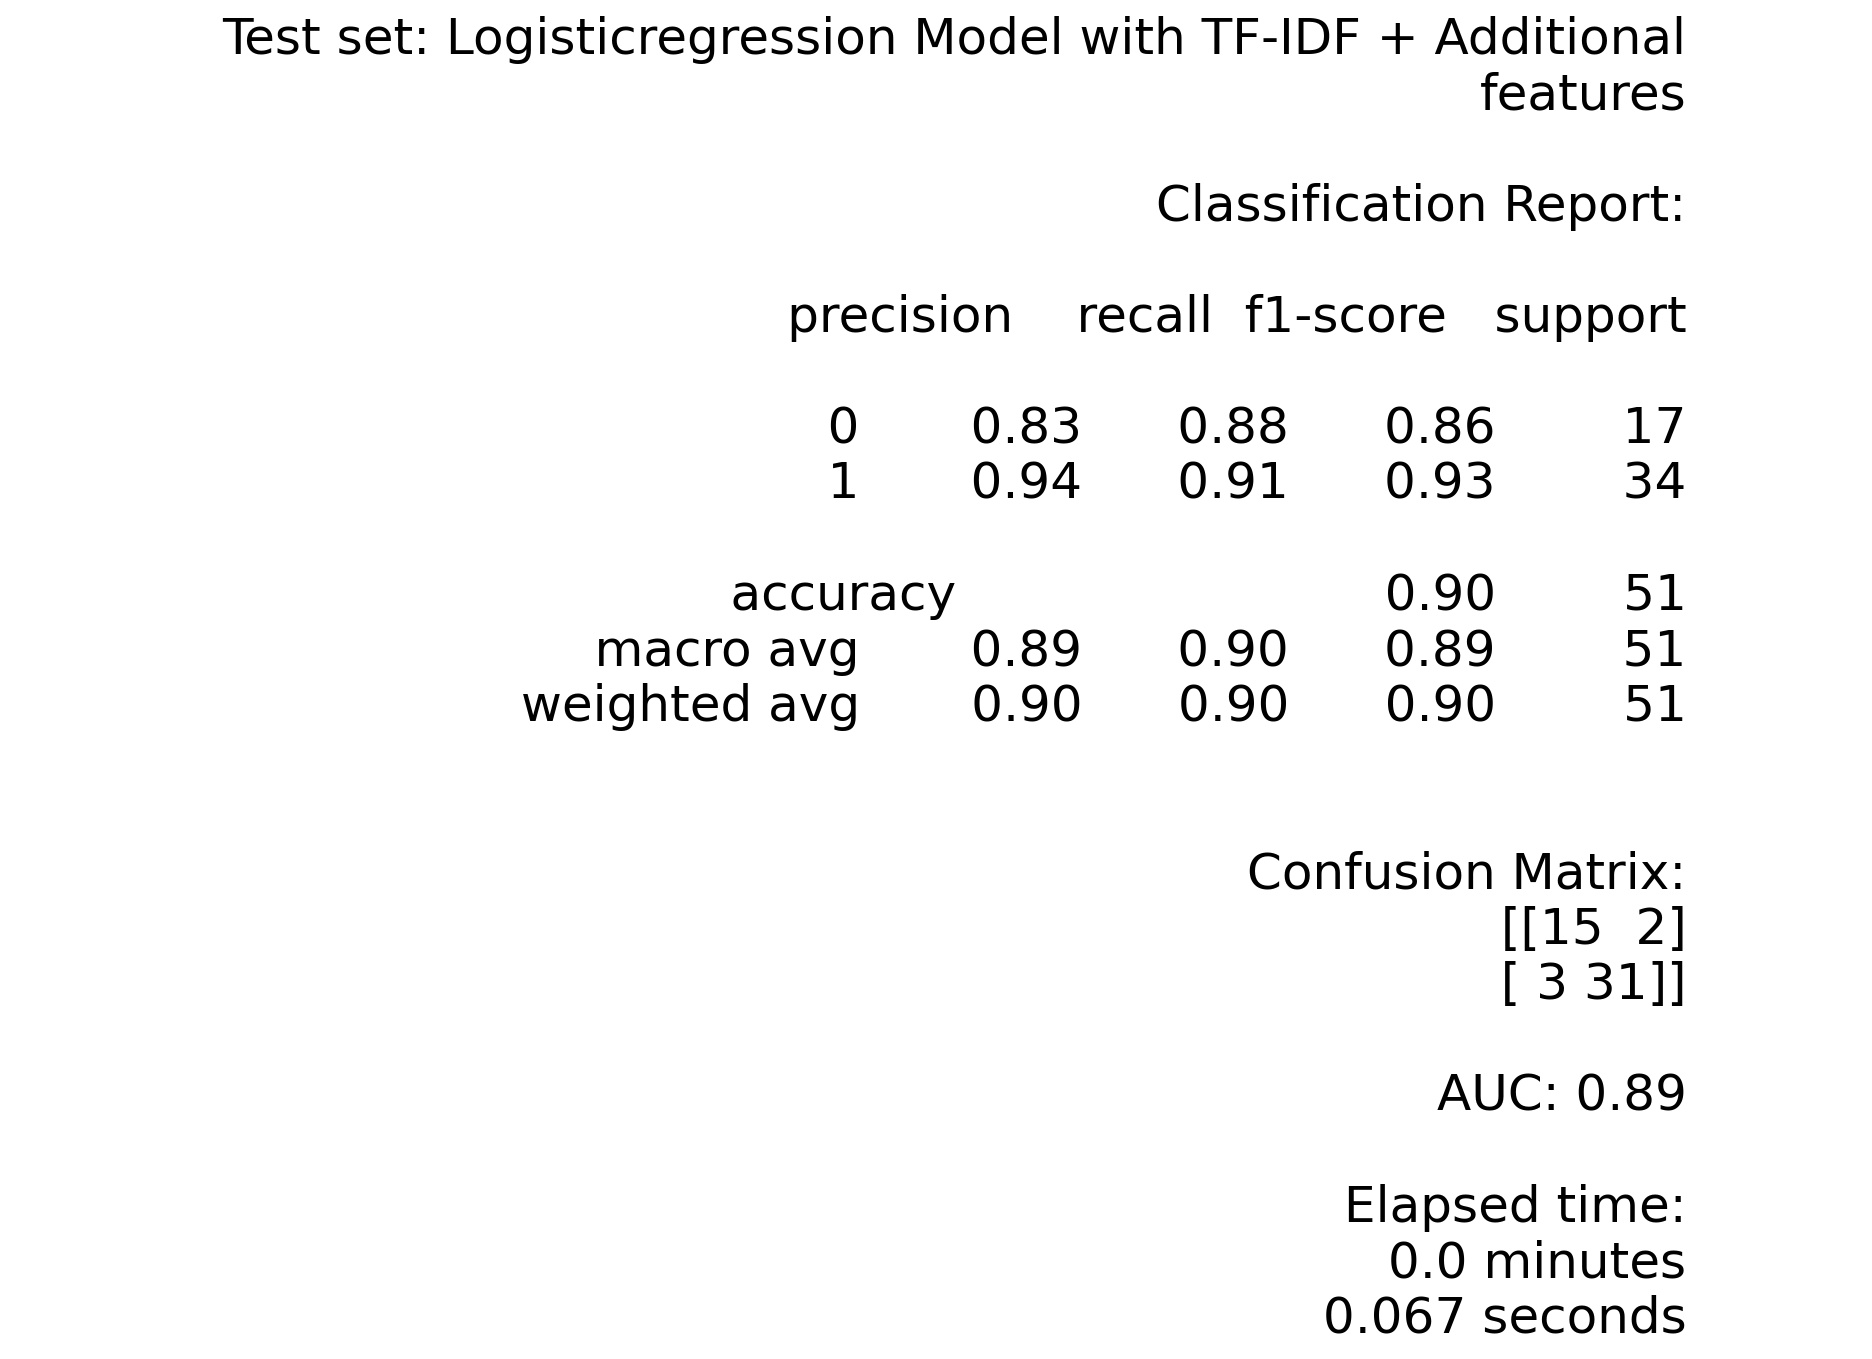 Test set: Logisticregression Model with TF-IDF + Additional
features
Classification Report:
precision recall f1-score support
0 0.83 0.88 0.86 17
1 0.94 0.91 0.93 34
accuracy 0.90 51
macro avg 0.89 0.90 0.89 51
weighted avg 0.90 0.90 0.90 51
Confusion Matrix:
[[15 2]
[ 3 31]]
AUC: 0.89
Elapsed time:
0.0 minutes
0.067 seconds